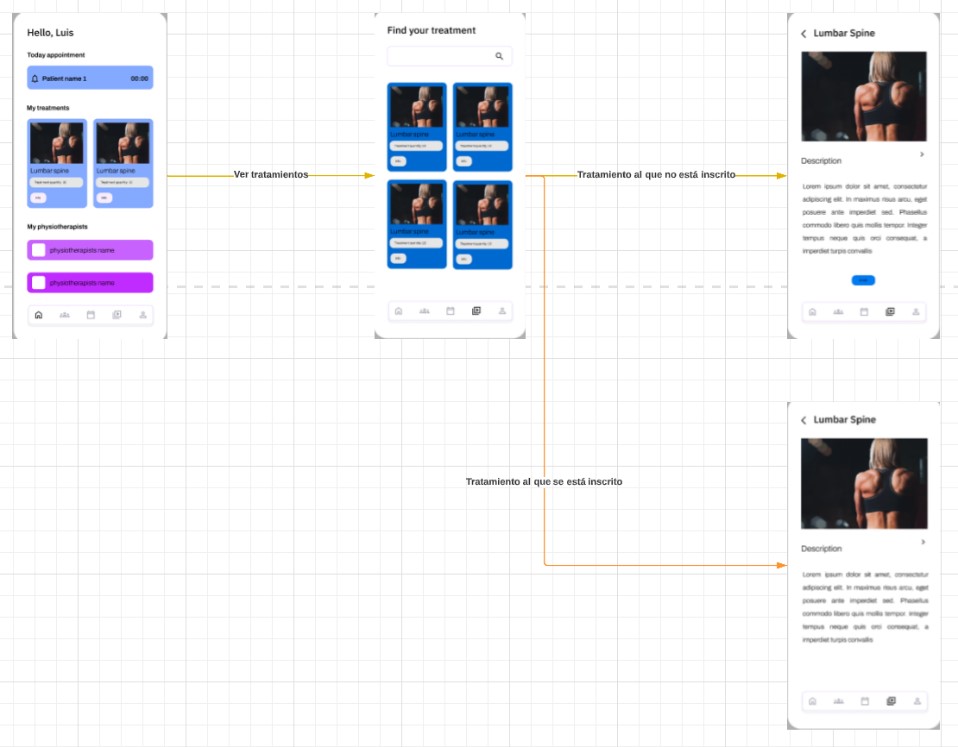 Hello, Luis
Today appointment
Patient name 1 00:00
My treatments
Lumbar spine
Lumbar spine
My physiotherapists
physiotherapists name
physiotherapists name
Ver tratamientos
Find your treatment
Lumbar spine
Lumbar spine
Lumbar spine
Lumbar spine
Tratamiento al que no está inscrito
Lumbar Spine
Description
Lorem ipsum dolor sit amet, consectetur
adipiscing elit. In maximus risus arcu, eget
posuere ante imperdiet sed. Phasellus
commodo libero quis mollis tempor. Integer
tempus neque quis orci consequat, a
imperdiet turpis convallis
Tratamiento al que se está inscrito
Lumbar Spine
Description
Lorem ipsum dolor sit amet, consectetur
adipiscing elit. In maximus risus arcu, eget
posuere ante imperdiet sed. Phasellus
commodo libero quis mollis tempor. Integer
tempus neque quis orci consequat, a
imperdiet turpis convallis